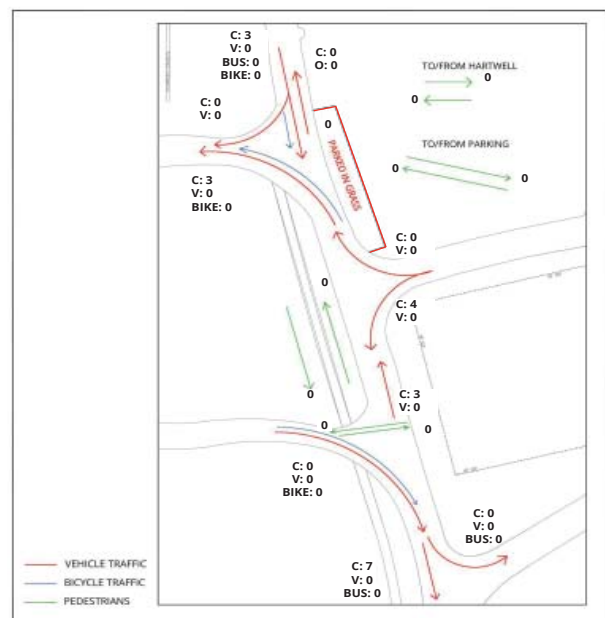 C: 3
V: 0
BUS: 0
BIKE: 0
C: 0
O: 0
TO/FROM HARTWELL
0
0
C: 0
V: 0
0
PARKED IN GRASS
TO/FROM PARKING
0
0
C: 3
V: 0
BIKE: 0
C: 0
V: 0
0
C: 4
V: 0
0
C: 3
V: 0
0
0
C: 0
V: 0
BIKE: 0
C: 0
V: 0
BUS: 0
C: 7
V: 0
BUS: 0
VEHICLE TRAFFIC
BICYCLE TRAFFIC
PEDESTRIANS